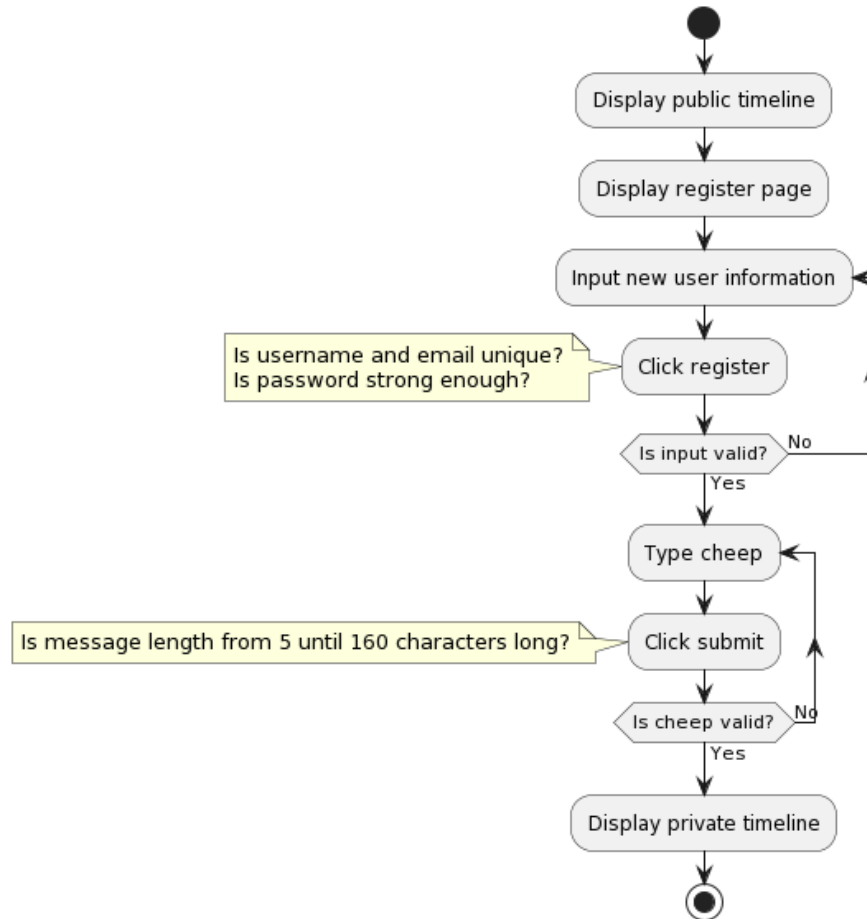 Display public timeline
Display register page
Input new user information
Is username and email unique?
Is password strong enough?
Click register
Is input valid?
No
Yes
Type cheep
Is message length from 5 until 160 characters long?
Click submit
Is cheep valid?
No
Yes
Display private timeline